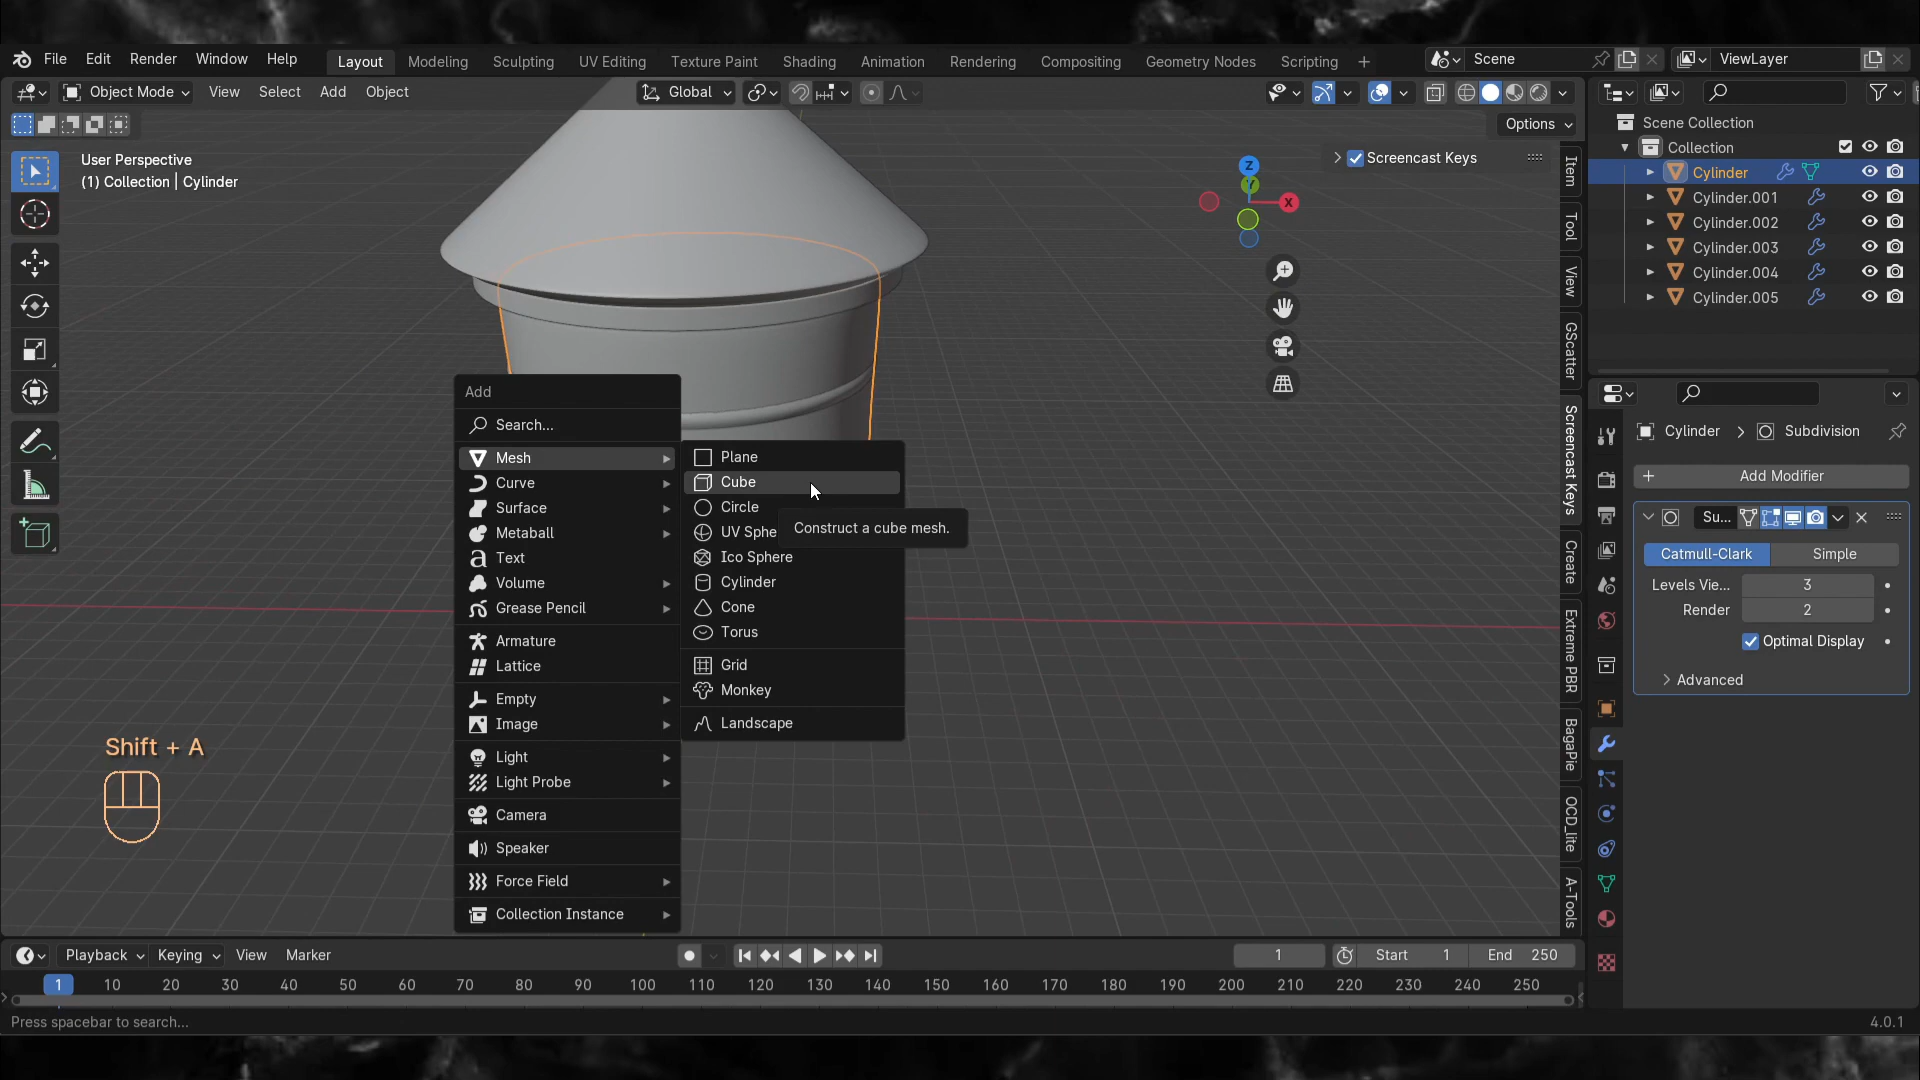 File Edit Render Window Help Layout Modeling Sculpting UV Editing Texture Paint Shading Animation Rendering Compositing Geometry Nodes Scripting + Scene ViewLayer
Object Mode View Select Add Object Global
Options
User Perspective
(1) Collection | Cylinder
Screencast Keys
Z
Y
X
Item
Tool
View
GScatter
Screencast Keys
Create
Extreme PBR
BagaPie
OCD_lite
A-Tools
Add
Search...
Mesh
Curve
Surface
Metaball
Text
Volume
Grease Pencil
Armature
Lattice
Empty
Image
Light
Light Probe
Camera
Speaker
Force Field
Collection Instance
Plane
Cube
Circle
UV Sphe
Ico Sphere
Cylinder
Cone
Torus
Grid
Monkey
Landscape
Construct a cube mesh.
Shift + A
Scene Collection
Collection
Cylinder
Cylinder.001
Cylinder.002
Cylinder.003
Cylinder.004
Cylinder.005
Cylinder > Subdivision
+ Add Modifier
Su...
Catmull-Clark Simple
Levels Vie... 3
Render 2
Optimal Display
Advanced
Playback Keying View Marker 1 Start 1 End 250
1 10 20 30 40 50 60 70 80 90 100 110 120 130 140 150 160 170 180 190 200 210 220 230 240 250
Press spacebar to search... 4.0.1